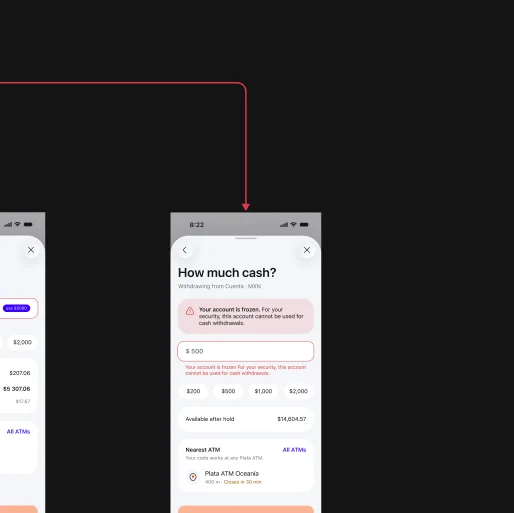 8:22
How much cash?
Withdrawing from Cuenta · MXN
Your account is frozen. For your
security, this account cannot be used for
cash withdrawals.
$ 500
Your account is frozen For your security, this account
cannot be used for cash withdrawals.
$200 $500 $1,000 $2,000
Available after hold $14,604.57
Nearest ATM All ATMs
Your code works at any Plata ATM.
Plata ATM Oceanía
400 m · Closes in 30 min
$2,000
$207.06
$5 307.06
All ATMs